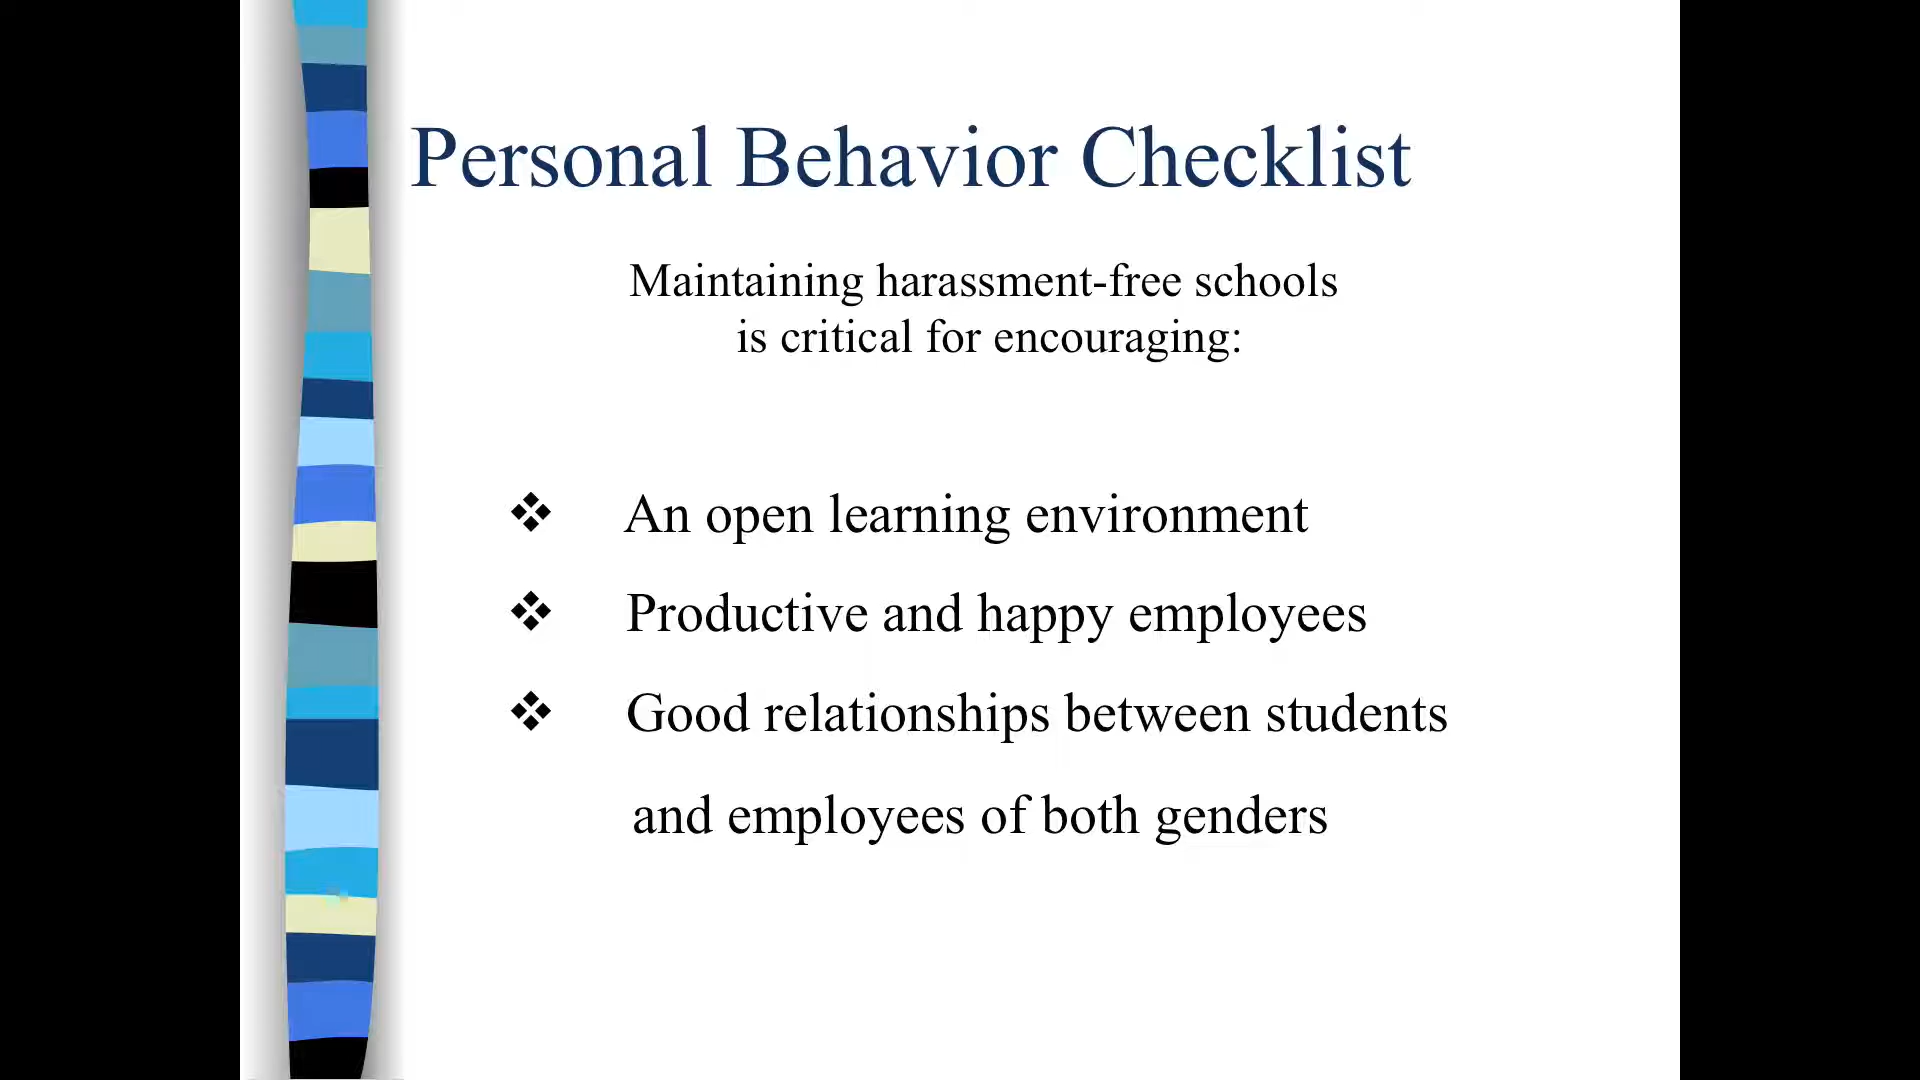 Personal Behavior Checklist
Maintaining harassment-free schools
is critical for encouraging:
❖ An open learning environment
❖ Productive and happy employees
❖ Good relationships between students
and employees of both genders